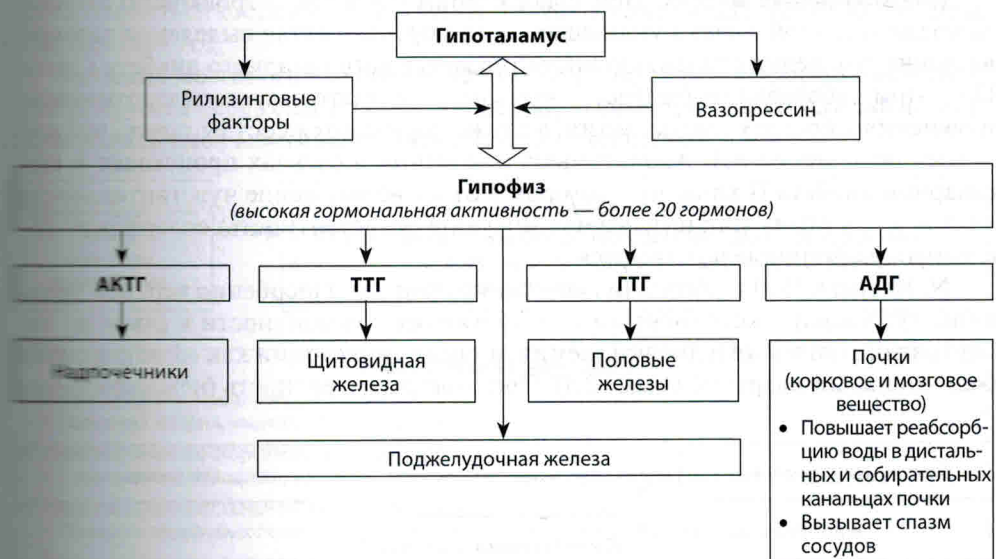 Гипоталамус
Рилизинговые
факторы
Вазопрессин
Гипофиз
(высокая гормональная активность — более 20 гормонов)
АКТГ
ТТГ
ГТГ
АДГ
Надпочечники
Щитовидная
железа
Половые
железы
Почки
(корковое и мозговое
вещество)
• Повышает реабсорб-
цию воды в дисталь-
ных и собирательных
канальцах почки
• Вызывает спазм
сосудов
Поджелудочная железа